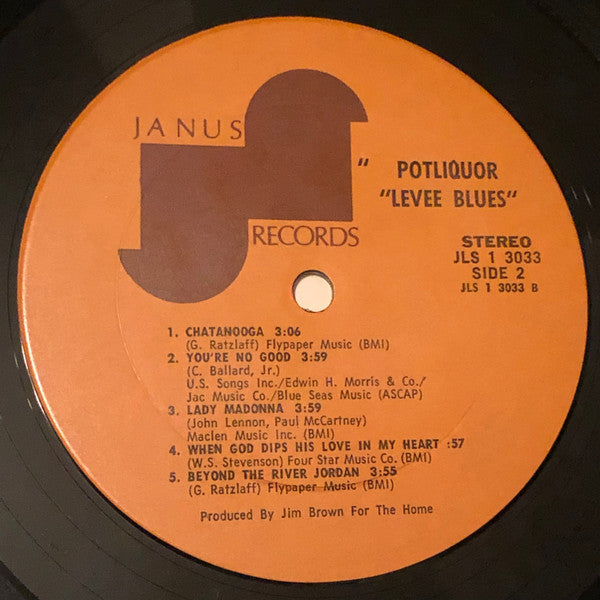 JANUS
RECORDS
" POTLIQUOR
"LEVEE BLUES"
STEREO
JLS 1 3033
SIDE 2
JLS 1 3033 B
1. CHATANOOGA 3:06
(G. Ratzlaff) Flypaper Music (BMI)
2. YOU'RE NO GOOD 3:59
(C. Ballard, Jr.)
U.S. Songs Inc./Edwin H. Morris & Co./
Jac Music Co./Blue Seas Music (ASCAP)
3. LADY MADONNA 3:59
(John Lennon, Paul McCartney)
Maclen Music Inc. (BMI)
4. WHEN GOD DIPS HIS LOVE IN MY HEART :57
(W.S. Stevenson) Four Star Music Co. (BMI)
5. BEYOND THE RIVER JORDAN 3:55
(G. Ratzlaff) Flypaper Music (BMI)
Produced By Jim Brown For The Home